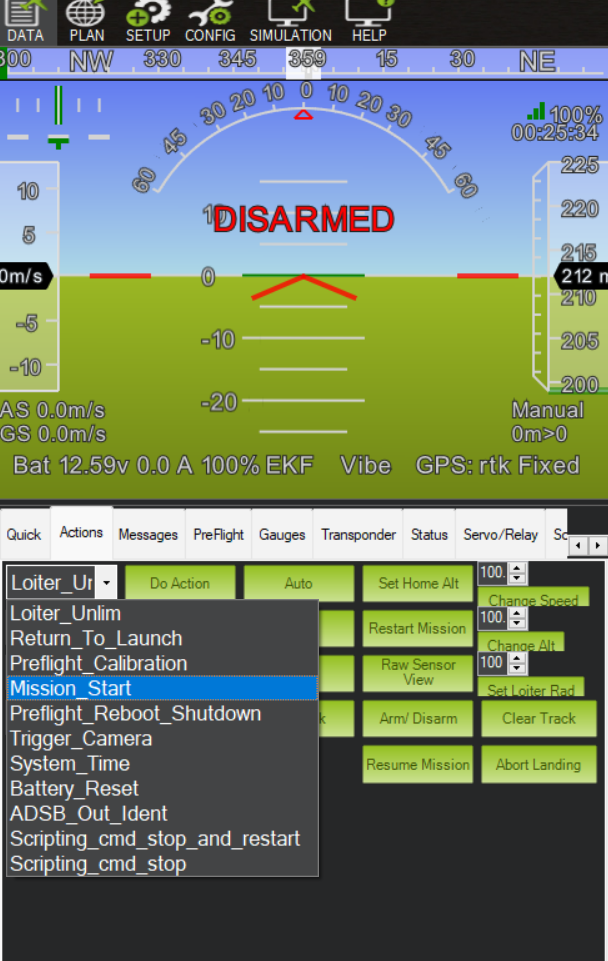 DATA PLAN SETUP CONFIG SIMULATION HELP
300 NW 330 345 359 15 30 NE
60 45 30 20 10 0 10 20 30 45 60
100%
00:25:34
10 5 0m/s -5 -10
10 0 -10 -20
DISARMED
225 220 215 212 210 205 200
AS 0.0m/s
GS 0.0m/s
Manual
0m>0
Bat 12.59v 0.0 A 100% EKF Vibe GPS: rtk Fixed
Quick Actions Messages PreFlight Gauges Transponder Status Servo/Relay
Loiter_Un Do Action Auto Set Home Alt 100. Change Speed
Loiter_Unlim
Restart Mission 100. Change Alt
Return_To_Launch
Preflight_Calibration
Raw Sensor
View
100 Set Loiter Rad
Mission_Start
Preflight_Reboot_Shutdown
Arm/ Disarm Clear Track
Trigger_Camera
System_Time
Resume Mission Abort Landing
Battery_Reset
ADSB_Out_Ident
Scripting_cmd_stop_and_restart
Scripting_cmd_stop